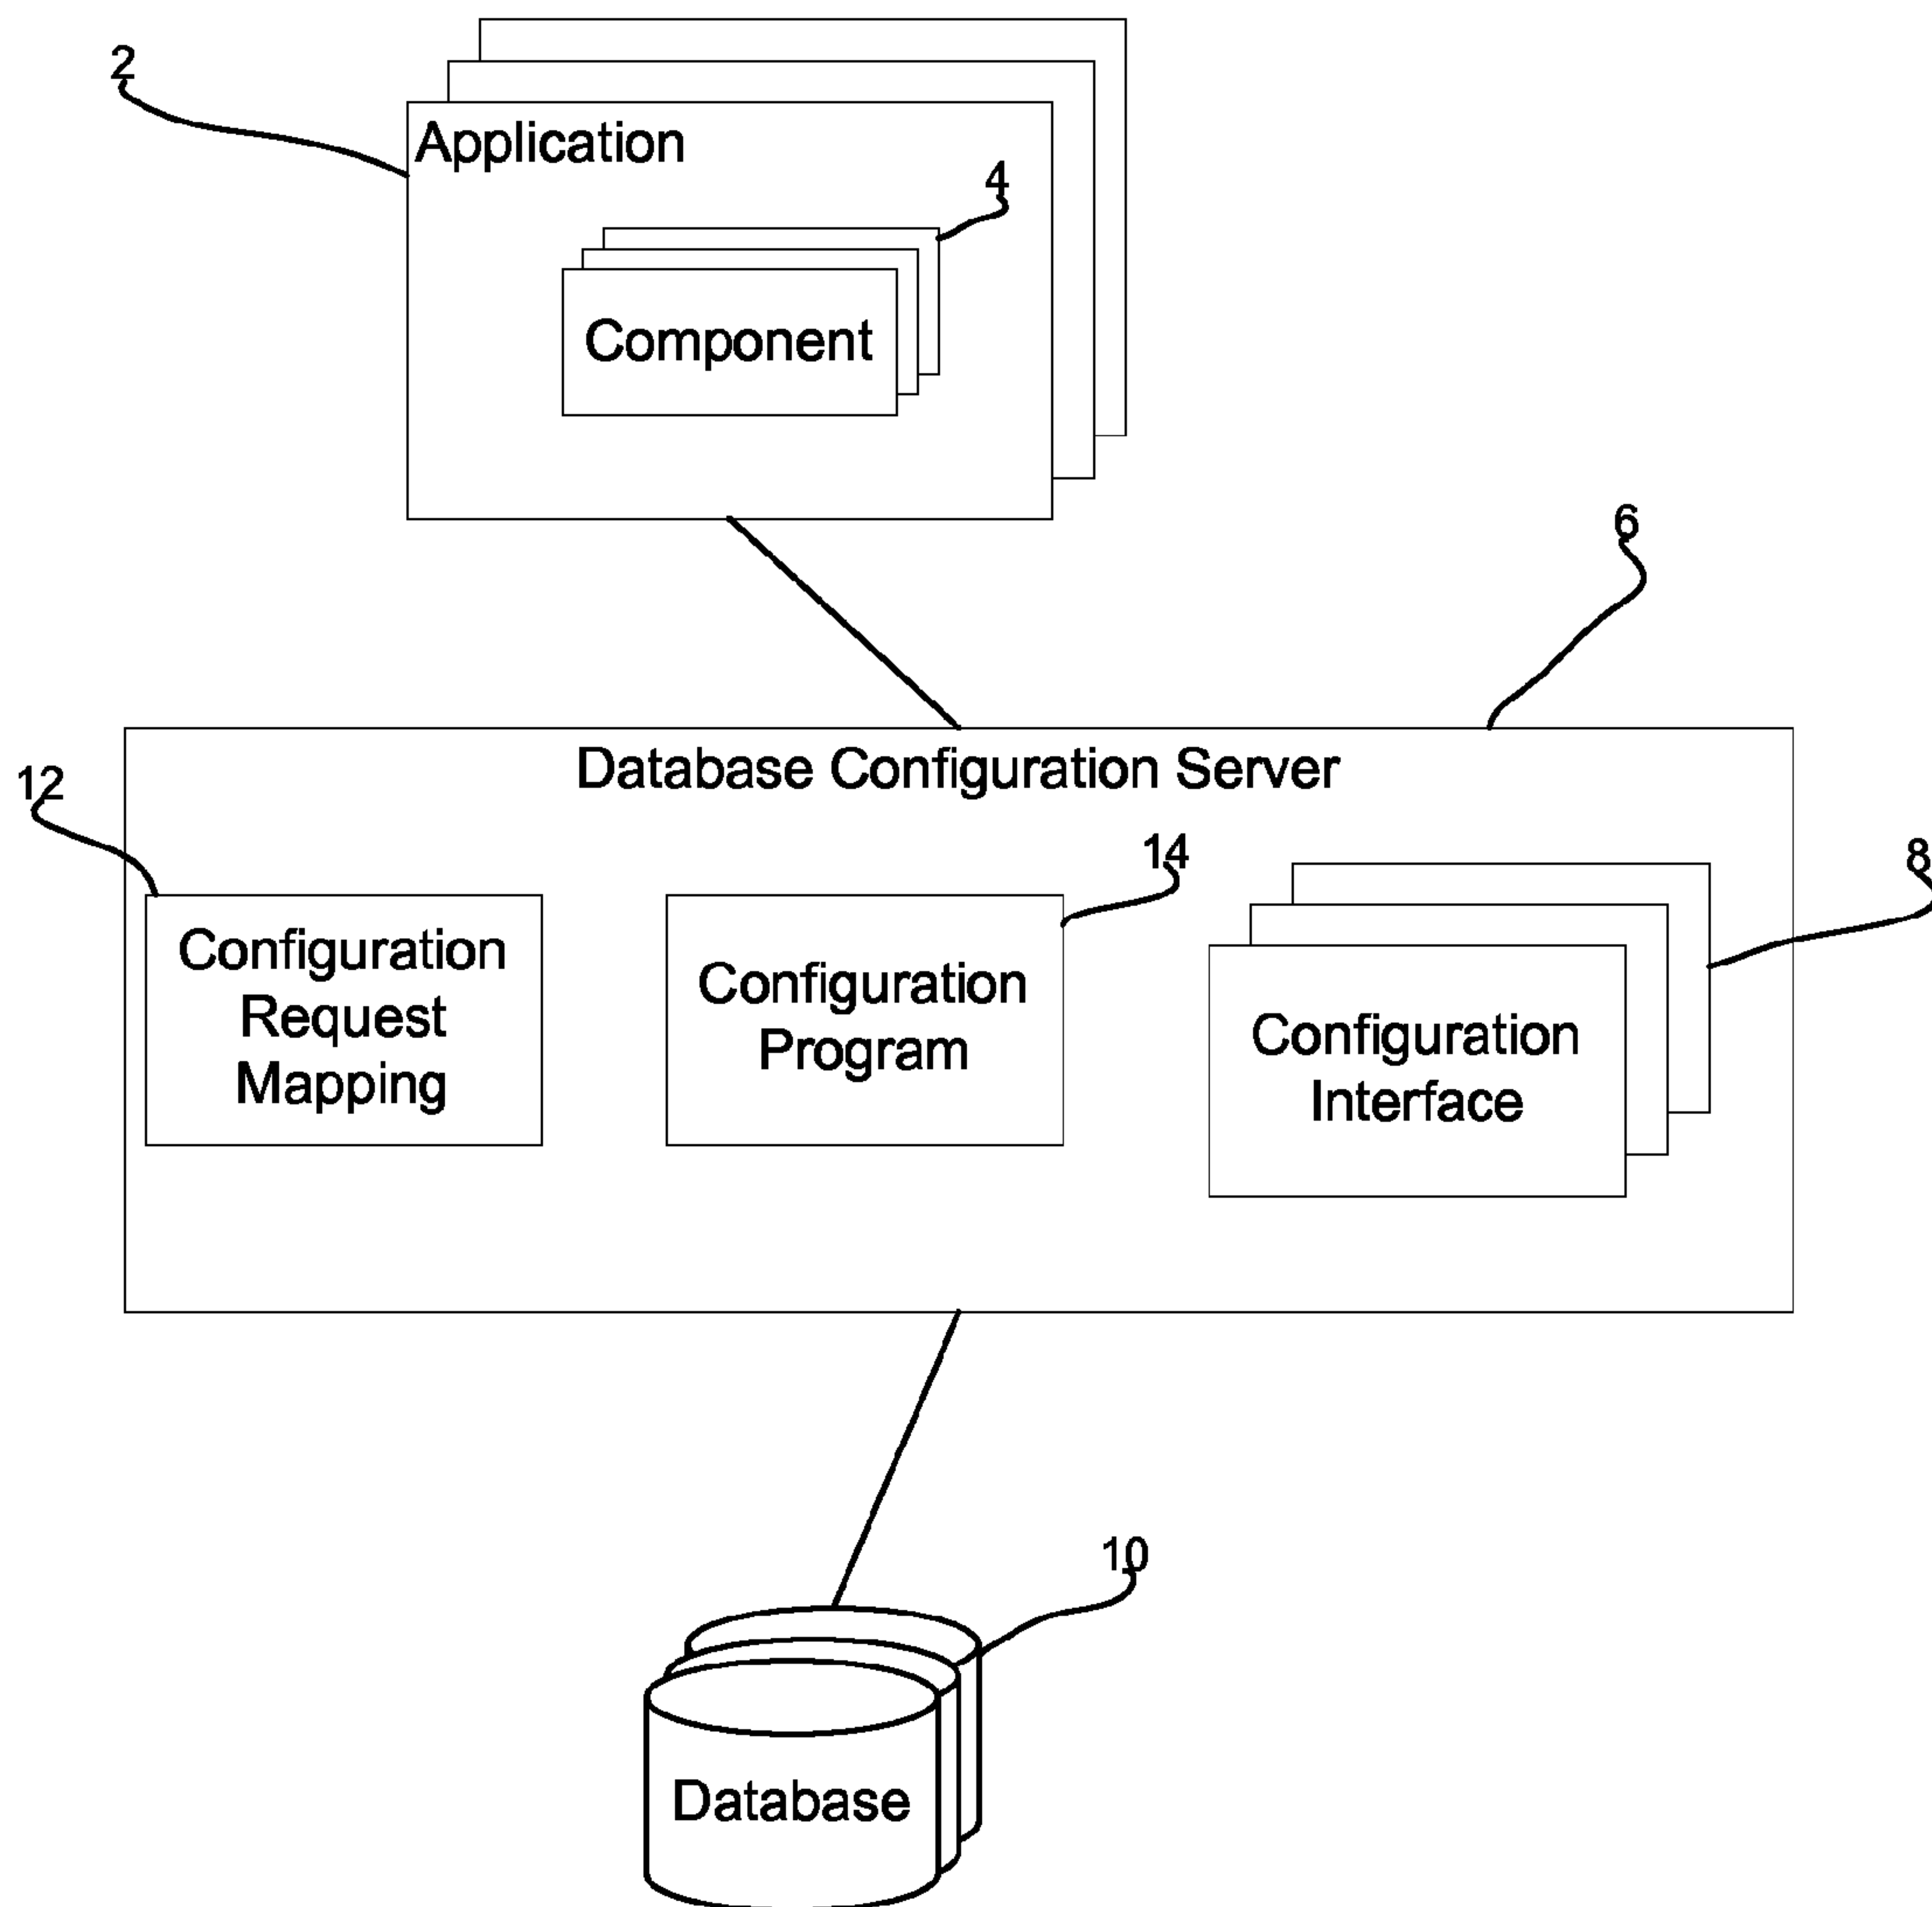 2
Application
4
Component
6
Database Configuration Server
12
14
8
Configuration
Request
Mapping
Configuration
Program
Configuration
Interface
10
Database